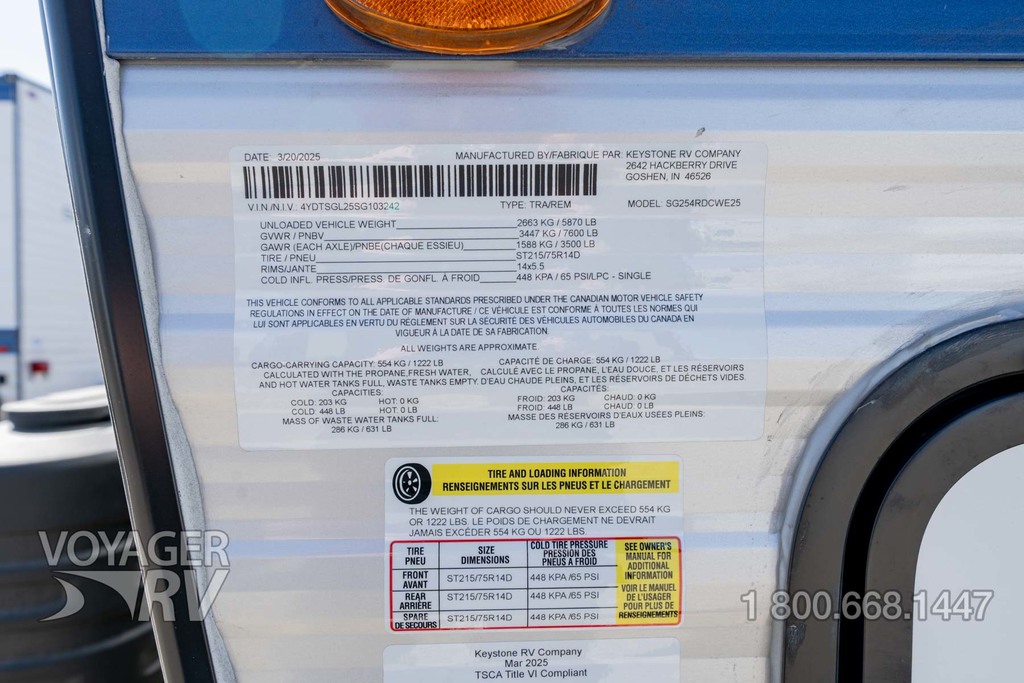 DATE: 3/20/2025 MANUFACTURED BY/FABRIQUE PAR: KEYSTONE RV COMPANY
2642 HACKBERRY DRIVE
GOSHEN, IN 46526
V.I.N./N.I.V.: 4YDTSGL25SG103242 TYPE: TRA/REM MODEL: SG254RDCWE25
UNLOADED VEHICLE WEIGHT 2663 KG / 5870 LB
GVWR / PNBV 3447 KG / 7600 LB
GAWR (EACH AXLE)/PNBE(CHAQUE ESSIEU) 1588 KG / 3500 LB
TIRE / PNEU ST215/75R14D
RIMS/JANTE 14x5.5
COLD INFL. PRESS/PRESS. DE GONFL. À FROID 448 KPA / 65 PSI/LPC - SINGLE
THIS VEHICLE CONFORMS TO ALL APPLICABLE STANDARDS PRESCRIBED UNDER THE CANADIAN MOTOR VEHICLE SAFETY
REGULATIONS IN EFFECT ON THE DATE OF MANUFACTURE / CE VÉHICULE EST CONFORME À TOUTES LES NORMES QUI
LUI SONT APPLICABLES EN VERTU DU RÉGLEMENT SUR LA SÉCURITÉ DES VÉHICULES AUTOMOBILES DU CANADA EN
VIGUEUR À LA DATE DE SA FABRICATION.
ALL WEIGHTS ARE APPROXIMATE.
CARGO-CARRYING CAPACITY: 554 KG / 1222 LB
CALCULATED WITH THE PROPANE, FRESH WATER,
AND HOT WATER TANKS FULL, WASTE TANKS EMPTY.
CAPACITIES:
COLD: 203 KG HOT: 0 KG
COLD: 448 LB HOT: 0 LB
MASS OF WASTE WATER TANKS FULL:
286 KG / 631 LB
CAPACITÉ DE CHARGE: 554 KG / 1222 LB
CALCULÉ AVEC LE PROPANE, L'EAU DOUCE, ET LES RÉSERVOIRS
D'EAU CHAUDE PLEINS, ET LES RÉSERVOIRS DE DÉCHETS VIDES.
CAPACITÉS:
FROID: 203 KG CHAUD: 0 KG
FROID: 448 LB CHAUD: 0 LB
MASSE DES RESERVOIRS D'EAUX USÉES PLEINS:
286 KG / 631 LB
TIRE AND LOADING INFORMATION
RENSEIGNEMENTS SUR LES PNEUS ET LE CHARGEMENT
THE WEIGHT OF CARGO SHOULD NEVER EXCEED 554 KG
OR 1222 LBS. LE POIDS DE CHARGEMENT NE DEVRAIT
JAMAIS EXCÉDER 554 KG OU 1222 LBS.
TIRE SIZE COLD TIRE PRESSURE
PNEU DIMENSIONS PRESSION DES
PNEUS A FROID
FRONT
AVANT ST215/75R14D 448 KPA /65 PSI
REAR
ARRIÈRE ST215/75R14D 448 KPA /65 PSI
SPARE
DE SECOURS ST215/75R14D 448 KPA /65 PSI
SEE OWNER'S
MANUAL FOR
ADDITIONAL
INFORMATION
VOIR LE MANUEL
DE L'USAGER
POUR PLUS DE
RENSEIGNEMENTS
Keystone RV Company
Mar 2025
TSCA Title VI Compliant
VOYAGER
RV
1 800.668.1447